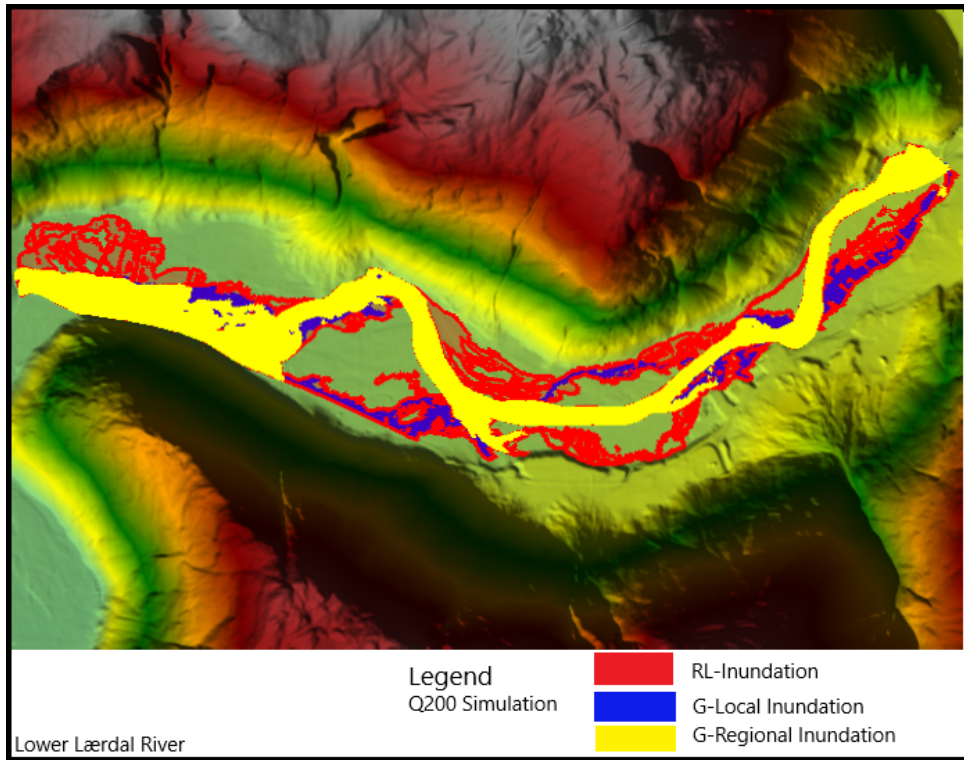 Legend
Q200 Simulation
RL-Inundation
G-Local Inundation
G-Regional Inundation
Lower Lærdal River